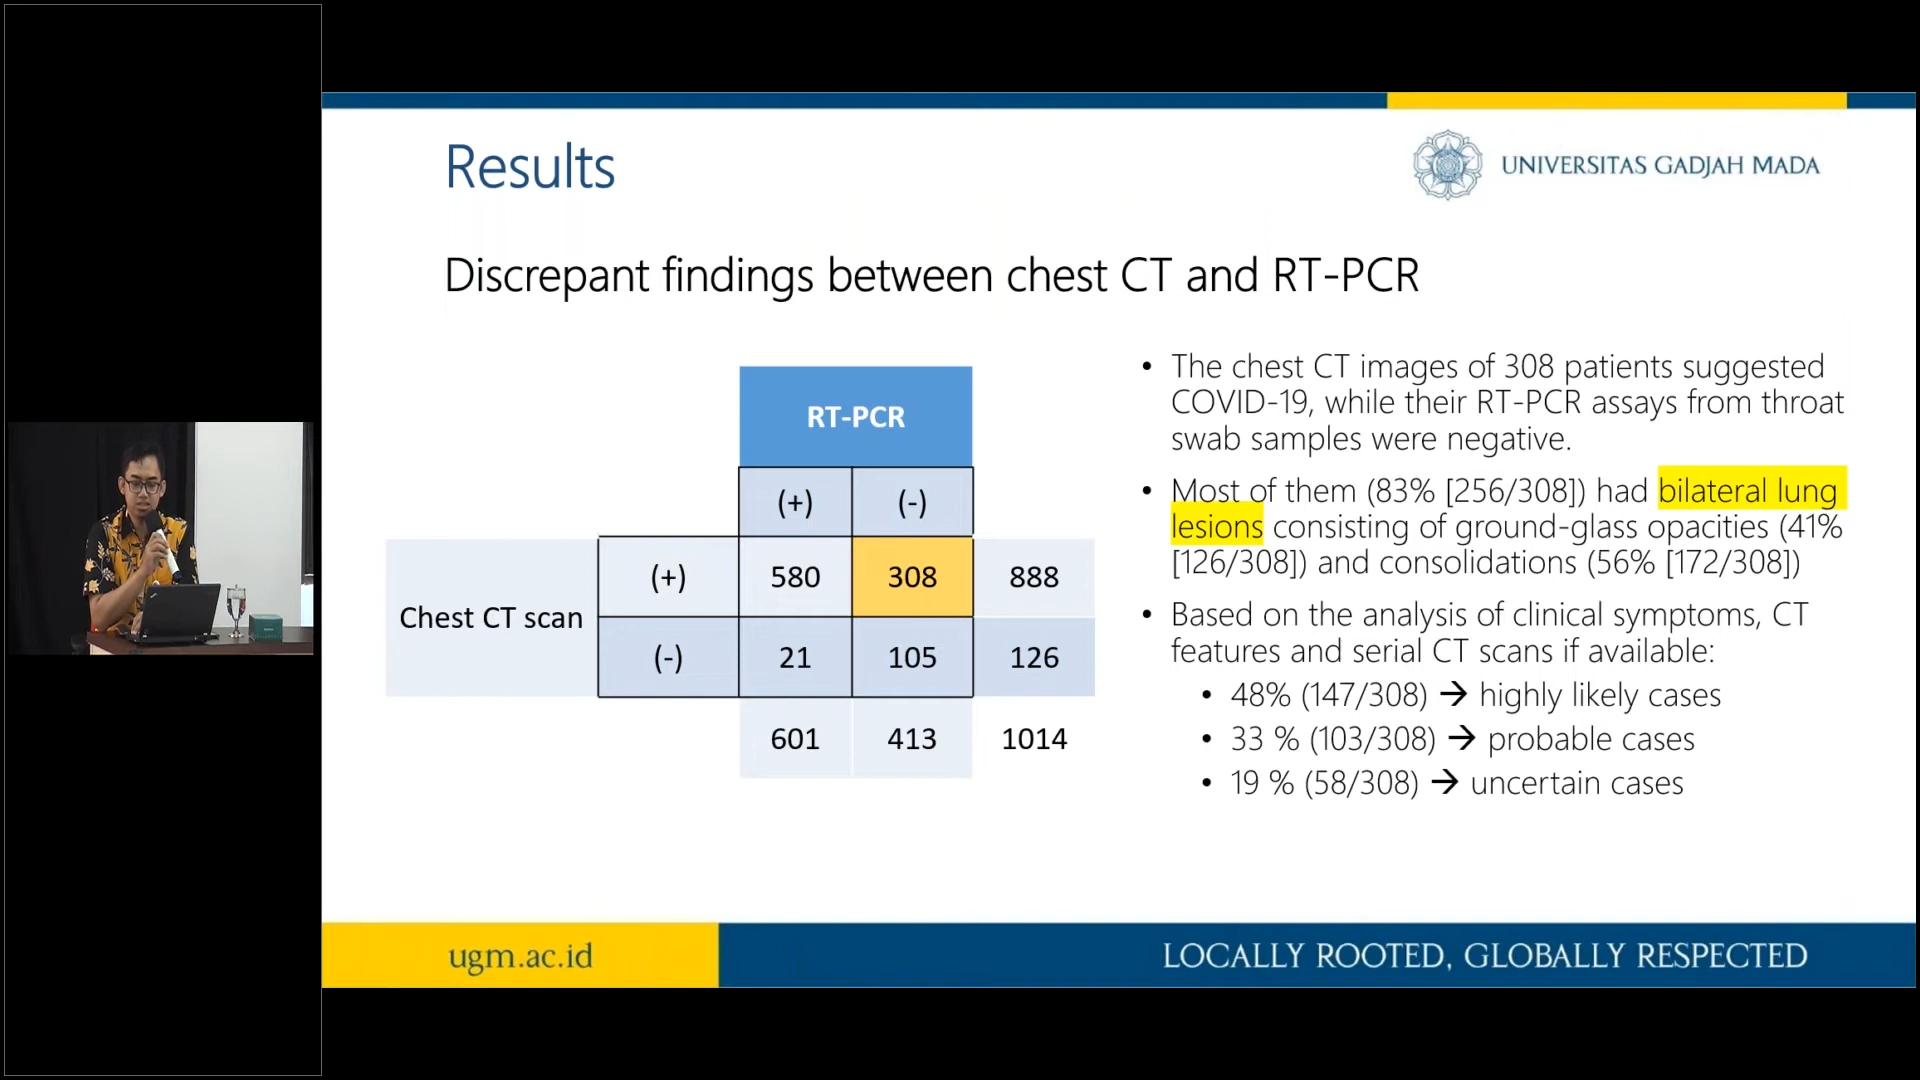 Results
UNIVERSITAS GADJAH MADA
Discrepant findings between chest CT and RT-PCR
RT-PCR
(+) (-)
Chest CT scan
(+) 580 308 888
(-) 21 105 126
601 413 1014
• The chest CT images of 308 patients suggested
COVID-19, while their RT-PCR assays from throat
swab samples were negative.
• Most of them (83% [256/308]) had bilateral lung
lesions consisting of ground-glass opacities (41%
[126/308]) and consolidations (56% [172/308])
• Based on the analysis of clinical symptoms, CT
features and serial CT scans if available:
• 48% (147/308) → highly likely cases
• 33 % (103/308) → probable cases
• 19 % (58/308) → uncertain cases
ugm.ac.id
LOCALLY ROOTED, GLOBALLY RESPECTED